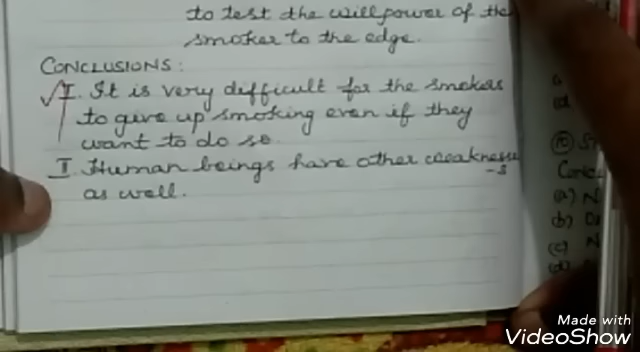 to test the willpower of the
smoker to the edge.
CONCLUSIONS:
I. It is very difficult for the smokers
to give up smoking even if they
want to do so.
I. Human beings have other weaknesse
-s
as well.
(a) N
(b)
(c) N
(d)
Made with
VideoShow